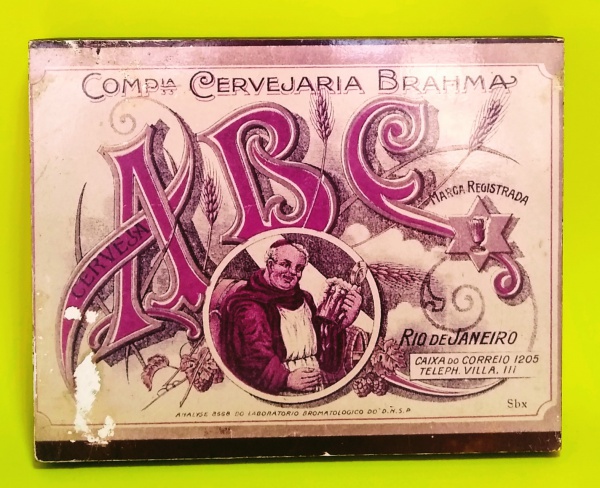 COMPIA CERVEJARIA BRAHMA
ABC
CERVEJA
MARCA REGISTRADA
RIO DE JANEIRO
CAIXA DO CORREIO 1205
TELEPH. VILLA, 111
Sbx
ANALYSE 8568 DO LABORATORIO BROMATOLOGICO DO D.N.S.P